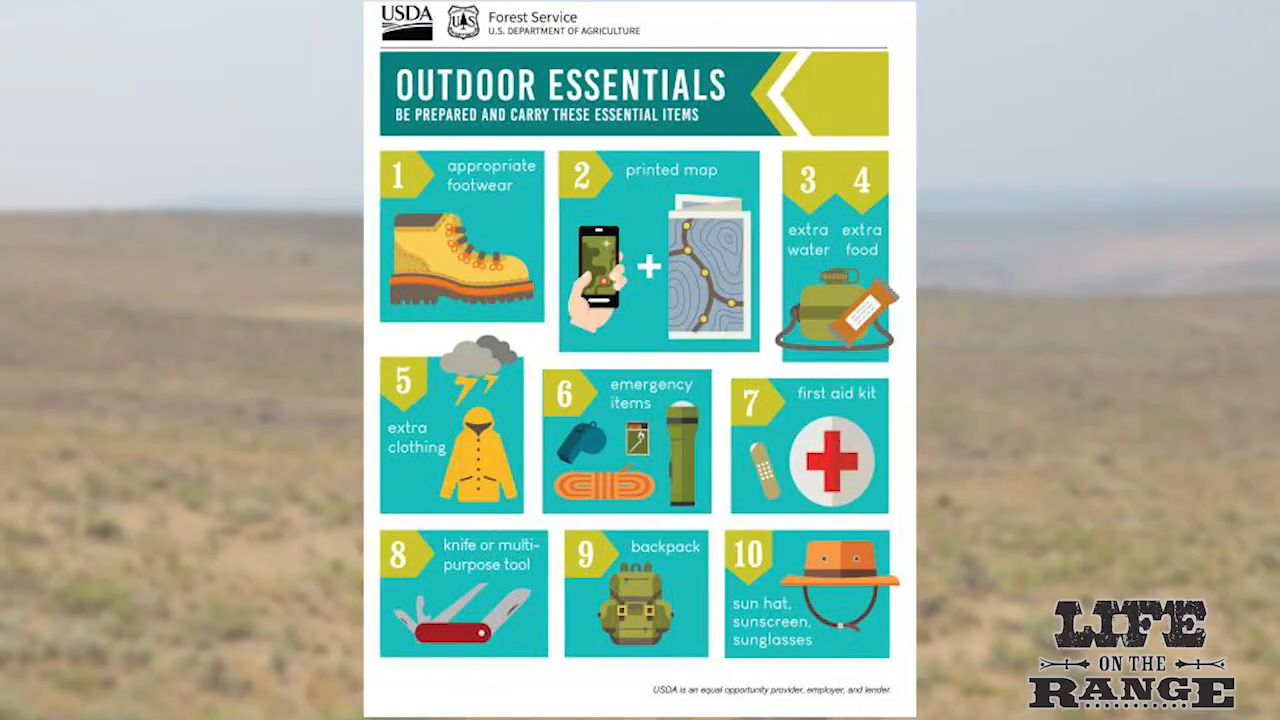 USDA
Forest Service
U.S. DEPARTMENT OF AGRICULTURE
OUTDOOR ESSENTIALS
BE PREPARED AND CARRY THESE ESSENTIAL ITEMS
1
appropriate
footwear
2
printed map
3
extra
water
4
extra
food
5
extra
clothing
6
emergency
items
7
first aid kit
8
knife or multi-
purpose tool
9
backpack
10
sun hat,
sunscreen,
sunglasses
USDA is an equal opportunity provider, employer, and lender.
LIFE
ON THE
RANGE